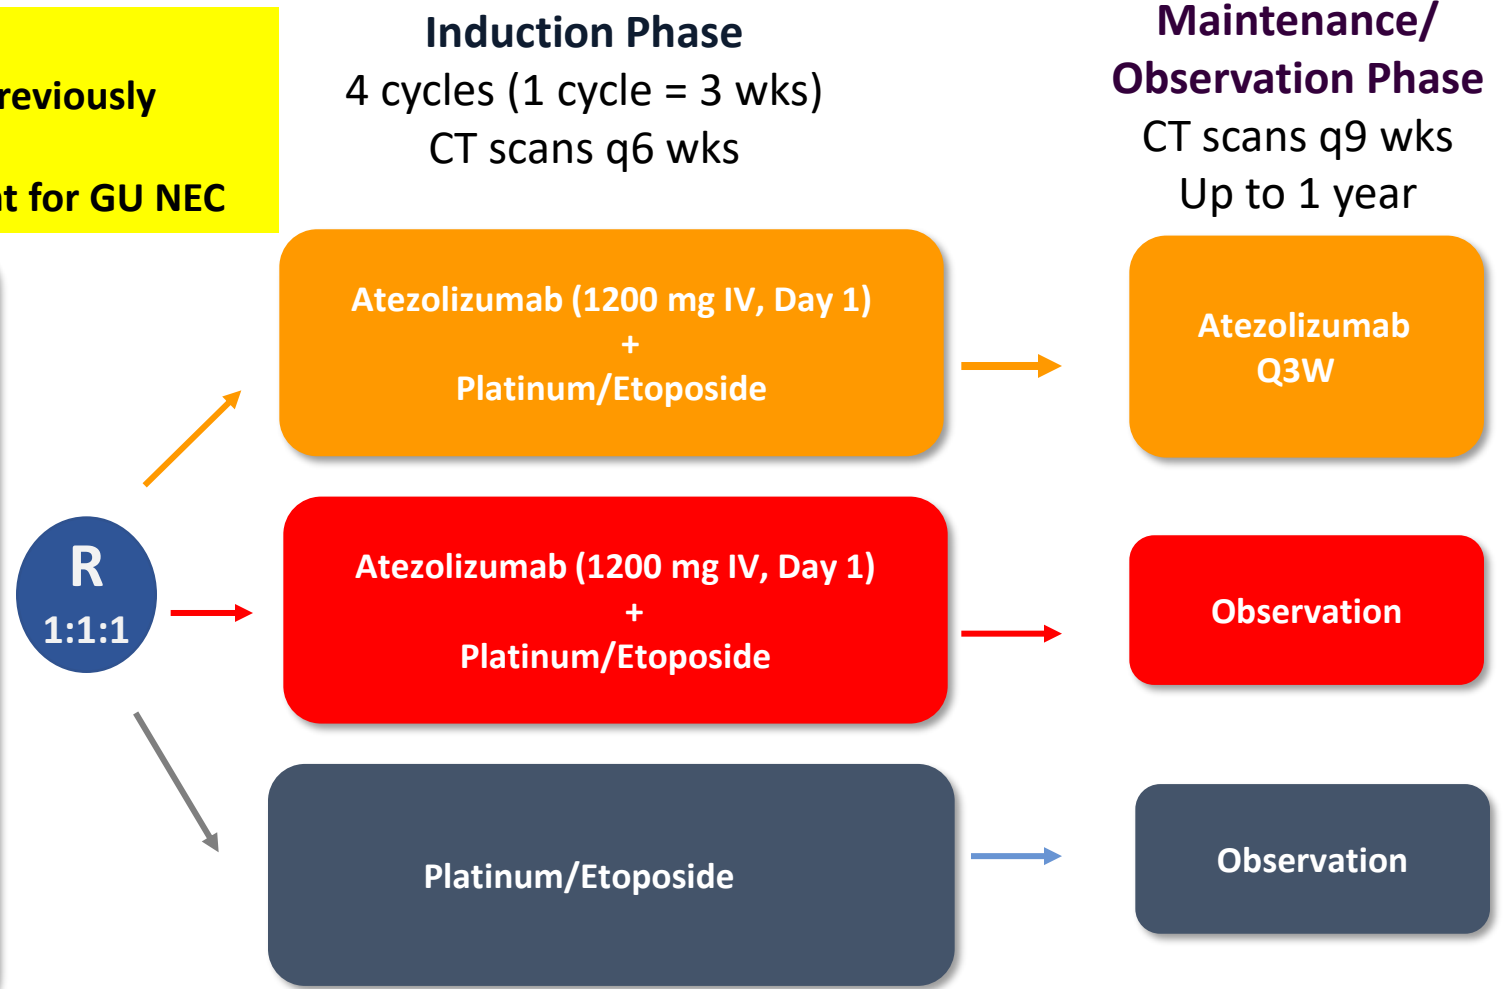 reviously
t for GU NEC
Induction Phase
4 cycles (1 cycle = 3 wks)
CT scans q6 wks
Maintenance/
Observation Phase
CT scans q9 wks
Up to 1 year
R
1:1:1
Atezolizumab (1200 mg IV, Day 1)
+
Platinum/Etoposide
Atezolizumab
Q3W
Atezolizumab (1200 mg IV, Day 1)
+
Platinum/Etoposide
Observation
Platinum/Etoposide
Observation